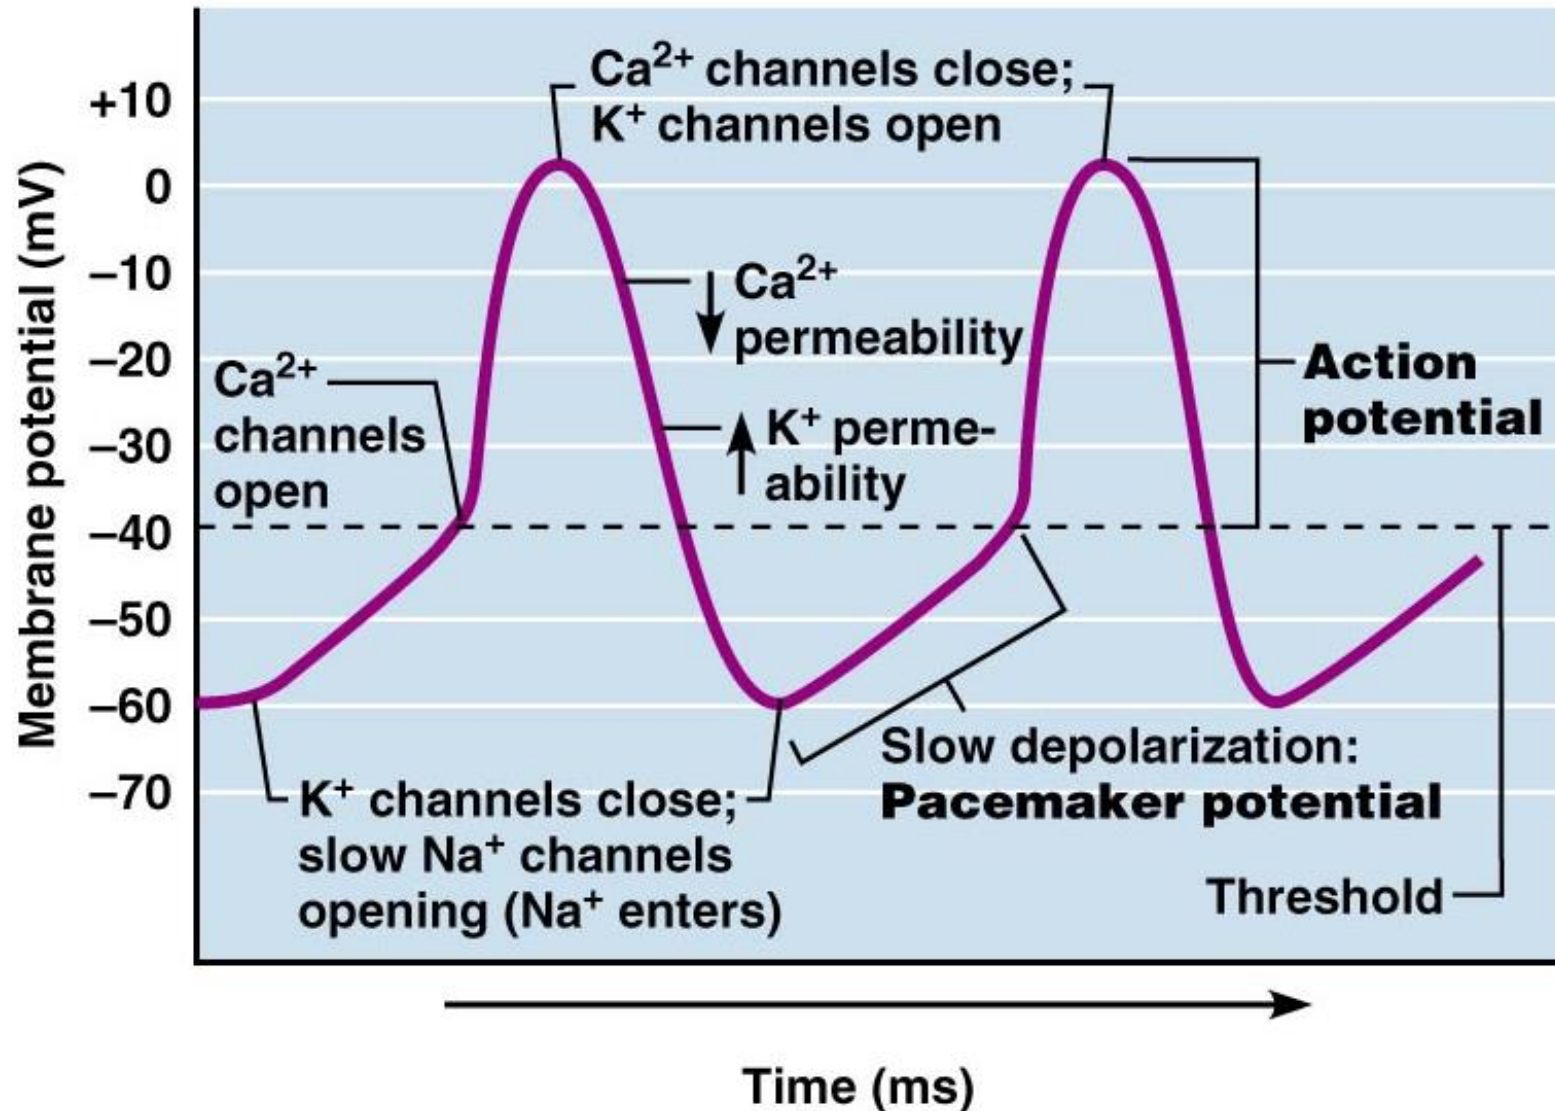 Ca²⁺ channels close;
K⁺ channels open
+10
0
–10
–20
–30
–40
–50
–60
–70
Membrane potential (mV)
Ca²⁺
permeability
K⁺ perme-
ability
Ca²⁺
channels
open
Action
potential
Slow depolarization:
Pacemaker potential
K⁺ channels close;
slow Na⁺ channels
opening (Na⁺ enters)
Threshold
Time (ms)